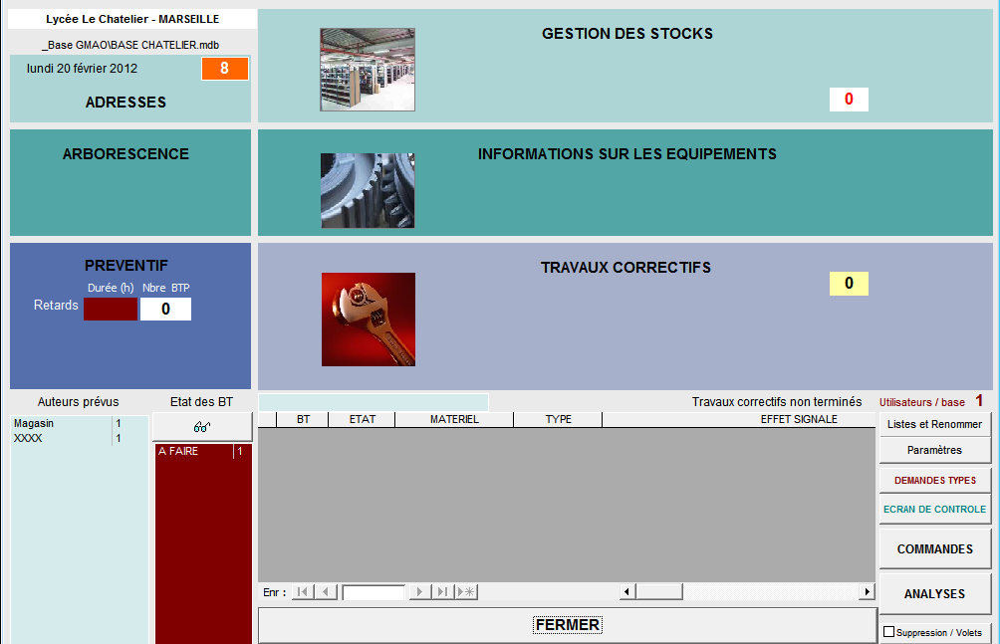 Lycée Le Chatelier - MARSEILLE
_Base GMAO\BASE CHATELIER.mdb
lundi 20 février 2012
8
ADRESSES
GESTION DES STOCKS
0
ARBORESCENCE
INFORMATIONS SUR LES EQUIPEMENTS
PREVENTIF
Durée (h) Nbre BTP
Retards 0
TRAVAUX CORRECTIFS
0
Auteurs prévus
Magasin 1
XXXX 1
Etat des BT
A FAIRE 1
Travaux correctifs non terminés
BT ETAT MATERIEL TYPE EFFET SIGNALE
Enr :
FERMER
Utilisateurs / base 1
Listes et Renommer
Paramètres
DEMANDES TYPES
ECRAN DE CONTROLE
COMMANDES
ANALYSES
Suppression / Volets